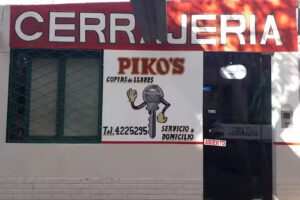 CERRAJERIA
PIKO'S
COPIAS de LLAVES
Tel. 4225295
SERVICIO a
DOMICILIO
ABIERTO